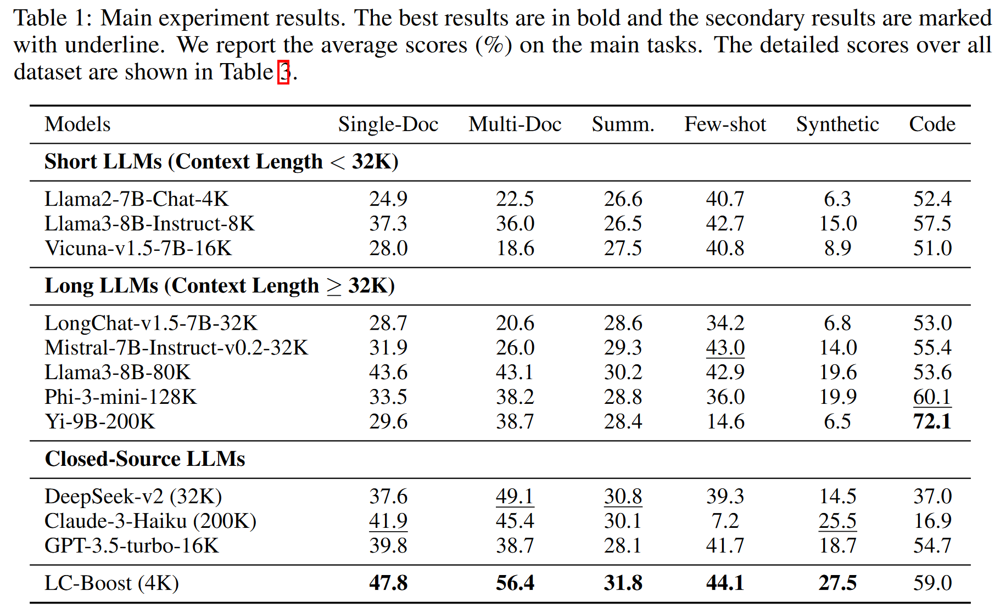 Table 1: Main experiment results. The best results are in bold and the secondary results are marked
with underline. We report the average scores (%) on the main tasks. The detailed scores over all
dataset are shown in Table 3.
Models Single-Doc Multi-Doc Summ. Few-shot Synthetic Code
Short LLMs (Context Length < 32K)
Llama2-7B-Chat-4K 24.9 22.5 26.6 40.7 6.3 52.4
Llama3-8B-Instruct-8K 37.3 36.0 26.5 42.7 15.0 57.5
Vicuna-v1.5-7B-16K 28.0 18.6 27.5 40.8 8.9 51.0
Long LLMs (Context Length ≥ 32K)
LongChat-v1.5-7B-32K 28.7 20.6 28.6 34.2 6.8 53.0
Mistral-7B-Instruct-v0.2-32K 31.9 26.0 29.3 43.0 14.0 55.4
Llama3-8B-80K 43.6 43.1 30.2 42.9 19.6 53.6
Phi-3-mini-128K 33.5 38.2 28.8 36.0 19.9 60.1
Yi-9B-200K 29.6 38.7 28.4 14.6 6.5 72.1
Closed-Source LLMs
DeepSeek-v2 (32K) 37.6 49.1 30.8 39.3 14.5 37.0
Claude-3-Haiku (200K) 41.9 45.4 30.1 7.2 25.5 16.9
GPT-3.5-turbo-16K 39.8 38.7 28.1 41.7 18.7 54.7
LC-Boost (4K) 47.8 56.4 31.8 44.1 27.5 59.0